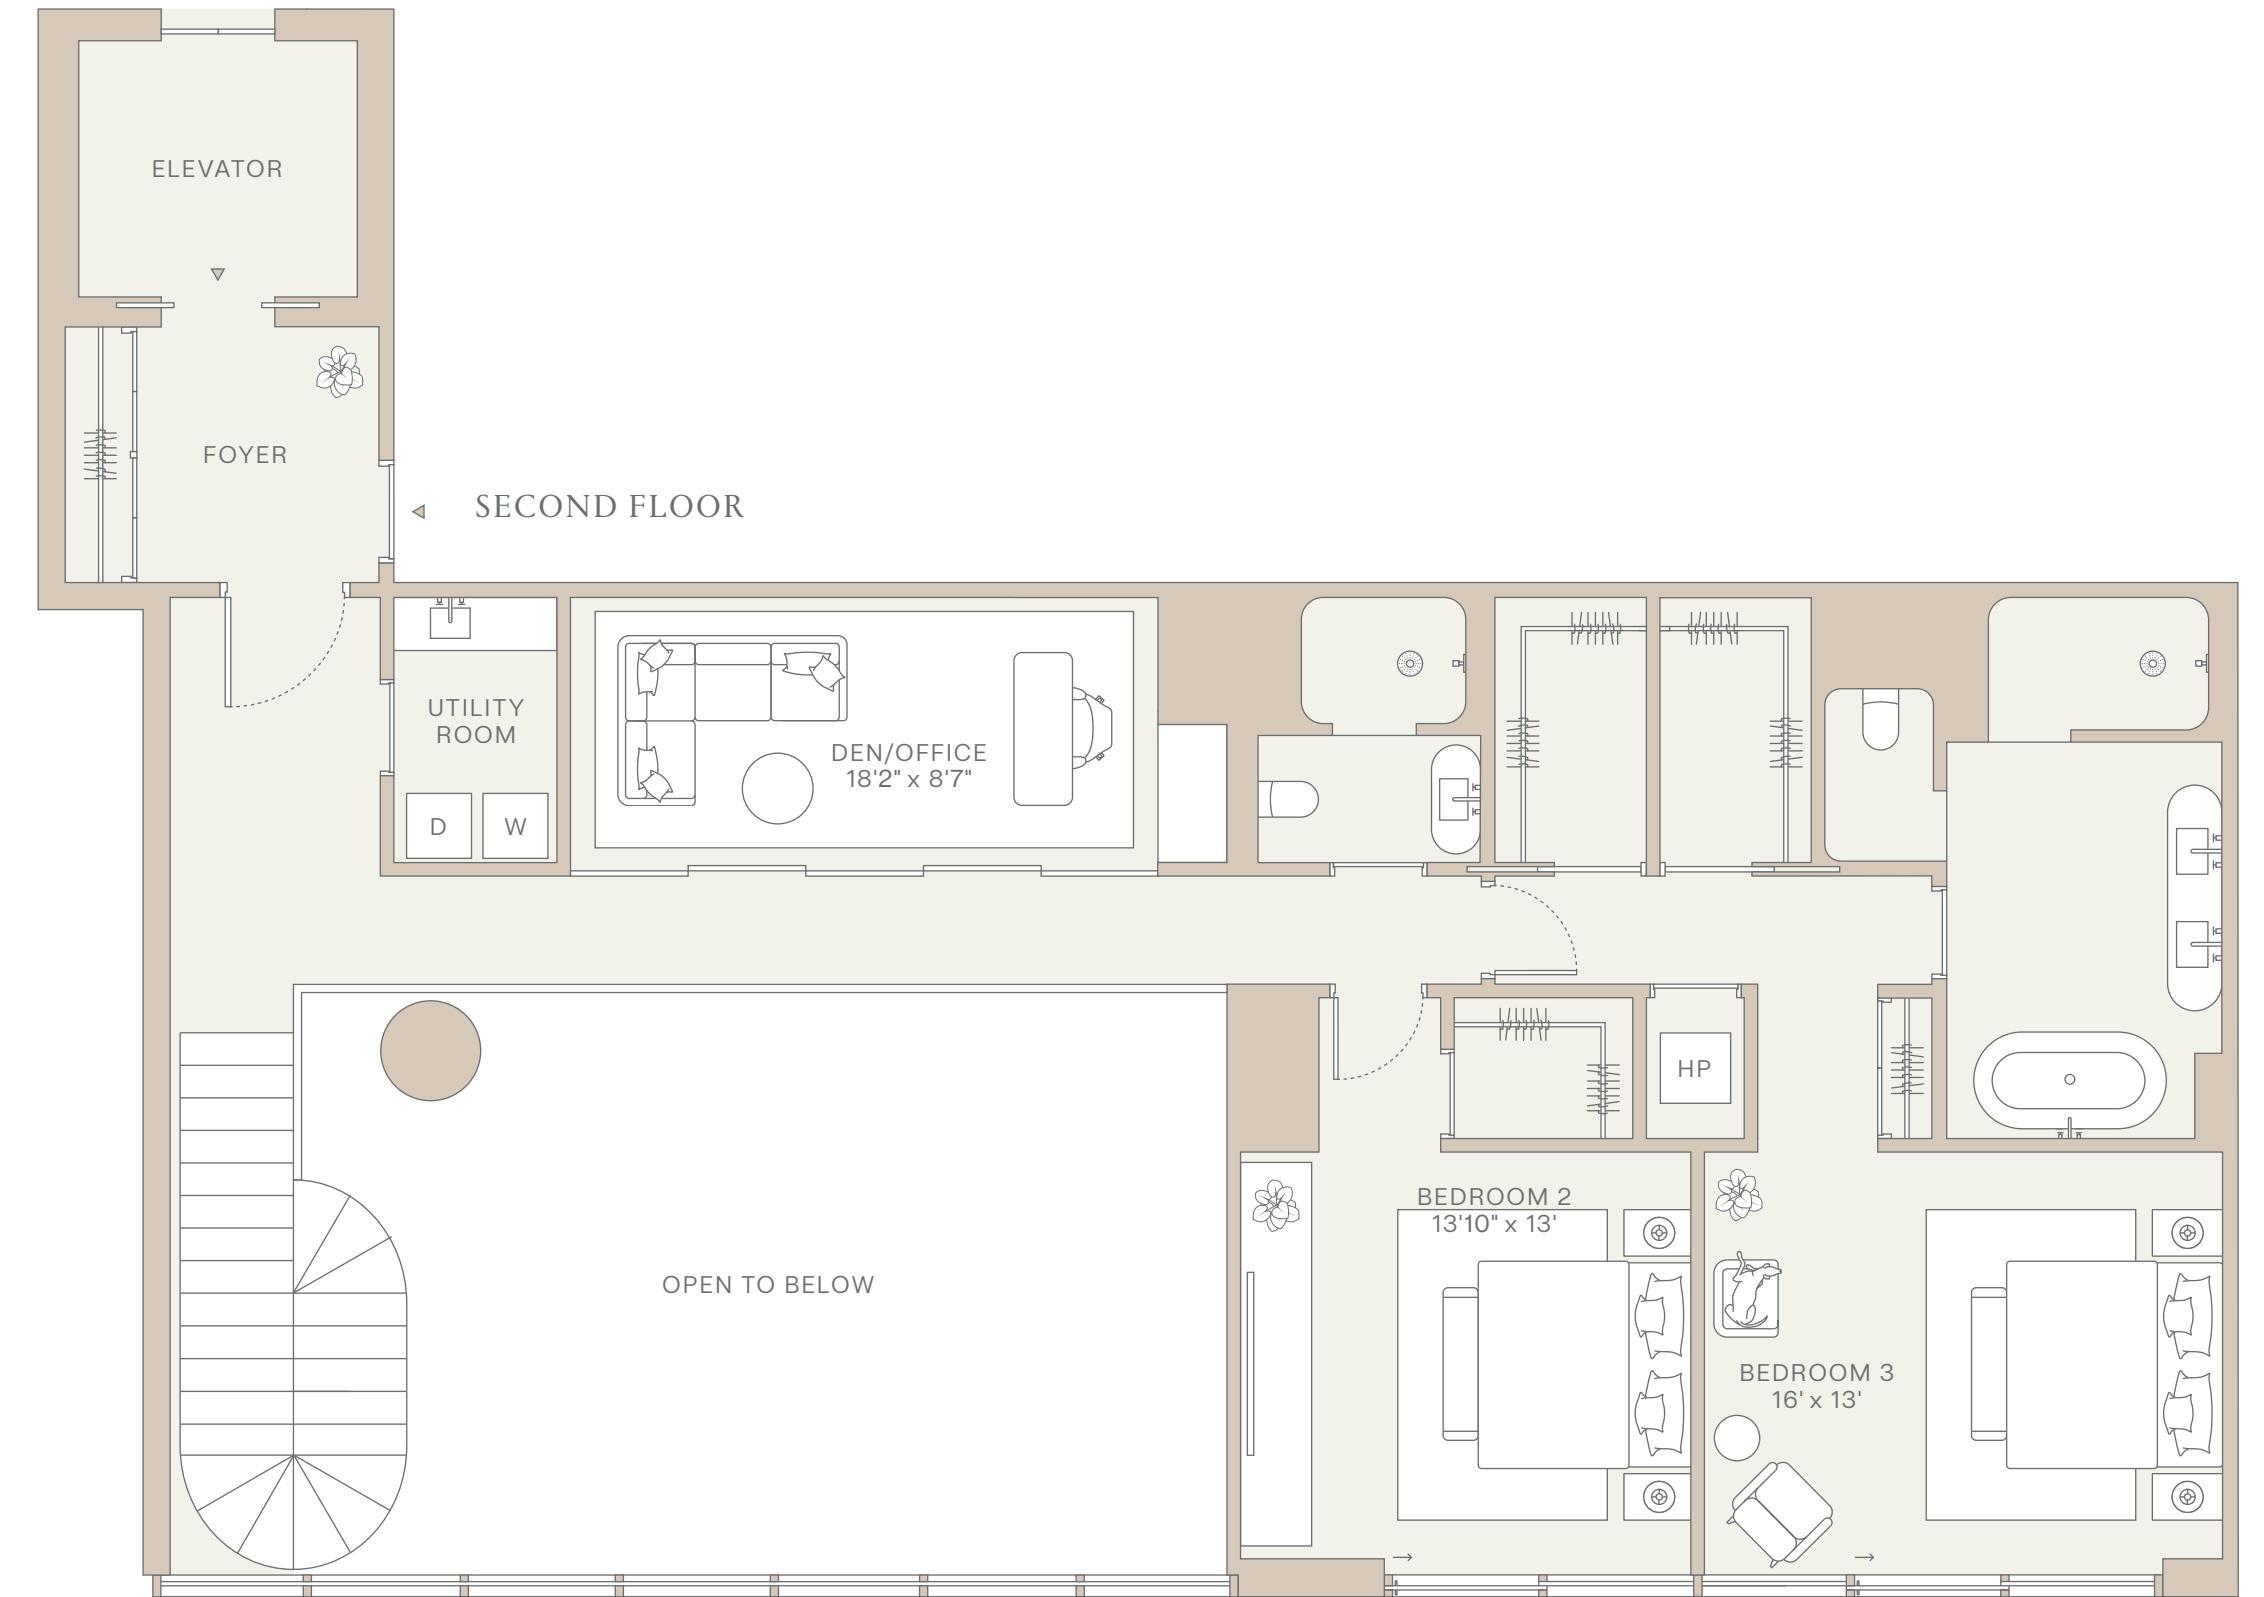 ELEVATOR
FOYER
SECOND FLOOR
UTILITY
ROOM
D
W
DEN/OFFICE
18'2" x 8'7"
HP
BEDROOM 2
13'10" x 13'
OPEN TO BELOW
BEDROOM 3
16' x 13'